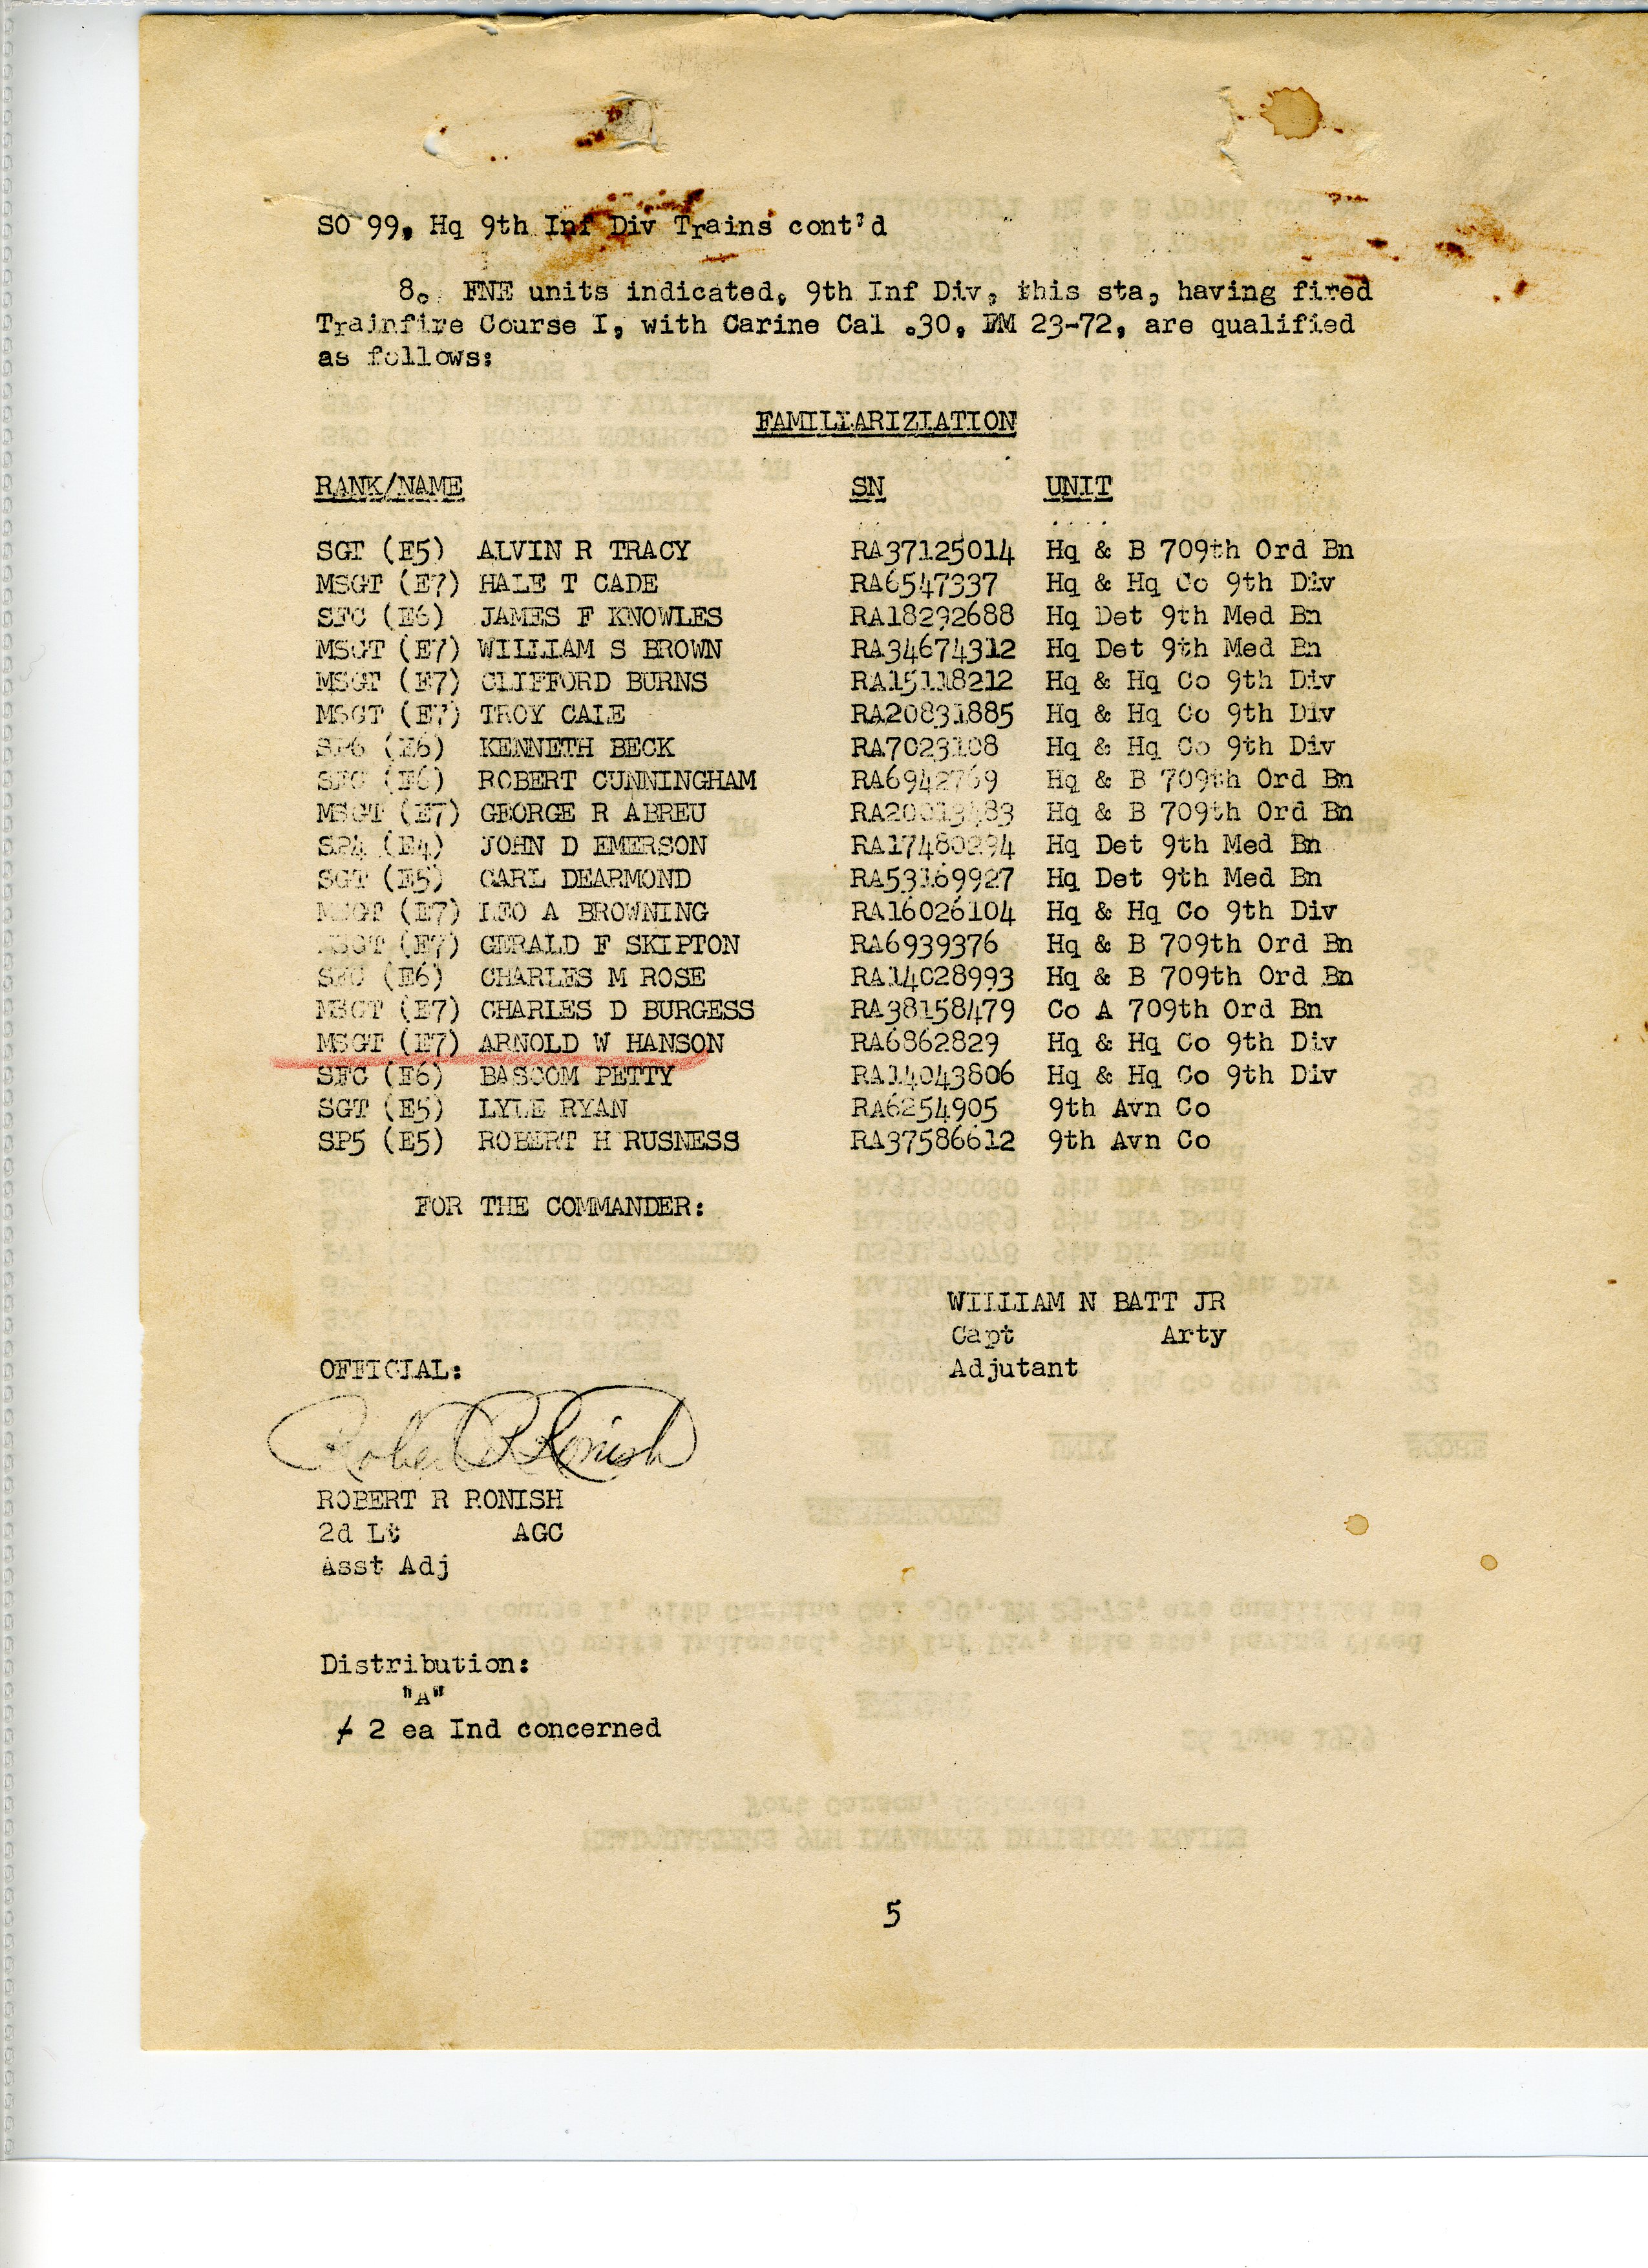 SO 99, Hq 9th Inf Div Trains cont'd
8. FNE units indicated, 9th Inf Div, this sta, having fired
Trainfire Course I, with Carine Cal .30, FM 23-72, are qualified
as follows:
FAMILIARIZIATION
RANK/NAME SN UNIT
SGT (E5) ALVIN R TRACY RA37125014 Hq & B 709th Ord Bn
MSGT (E7) HALE T CADE RA6547337 Hq & Hq Co 9th Div
SFC (E6) JAMES F KNOWLES RA18292688 Hq Det 9th Med Bn
MSGT (E7) WILLIAM S BROWN RA34674312 Hq Det 9th Med Bn
MSGT (E7) CLIFFORD BURNS RA15118212 Hq & Hq Co 9th Div
MSGT (E7) TROY CALE RA20831885 Hq & Hq Co 9th Div
SP6 (E6) KENNETH BECK RA7023108 Hq & Hq Co 9th Div
SFC (E6) ROBERT CUNNINGHAM RA6942769 Hq & B 709th Ord Bn
MSGT (E7) GEORGE R ABREU Hq & B 709th Ord Bn
SP4 (E4) JOHN D EMERSON RA17480294 Hq Det 9th Med Bn
SGT (E5) CARL DEARMOND RA53169927 Hq Det 9th Med Bn
MSGT (E7) LEO A BROWNING RA16026104 Hq & Hq Co 9th Div
MSGT (E7) GERALD F SKIPTON RA6939376 Hq & B 709th Ord Bn
SFC (E6) CHARLES M ROSE RA14028993 Hq & B 709th Ord Bn
MSGT (E7) CHARLES D BURGESS RA38158479 Co A 709th Ord Bn
MSGT (E7) ARNOLD W HANSON RA6862829 Hq & Hq Co 9th Div
SFC (E6) BASCOM PETTY RA14043806 Hq & Hq Co 9th Div
SGT (E5) LYLE RYAN RA6254905 9th Avn Co
SP5 (E5) ROBERT H RUSNESS RA37586612 9th Avn Co
FOR THE COMMANDER:
WILLIAM N BATT JR
Capt Arty
Adjutant
OFFICIAL:
Robert R Ronish
ROBERT R RONISH
2d Lt AGC
Asst Adj
Distribution:
"A"
/ 2 ea Ind concerned
5